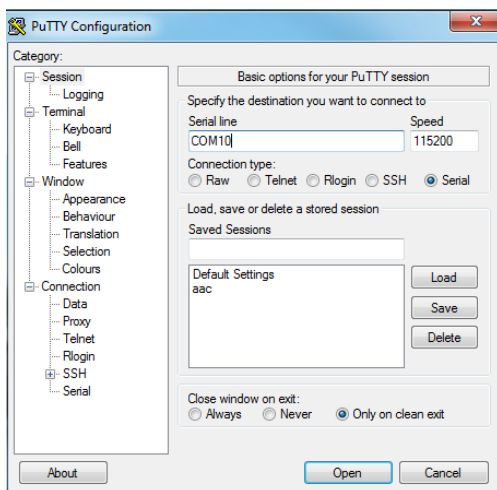 PuTTY Configuration
Category:
Session
Logging
Terminal
Keyboard
Bell
Features
Window
Appearance
Behaviour
Translation
Selection
Colours
Connection
Data
Proxy
Telnet
Rlogin
SSH
Serial
Basic options for your PuTTY session
Specify the destination you want to connect to
Serial line Speed
COM10 115200
Connection type:
Raw Telnet Rlogin SSH Serial
Load, save or delete a stored session
Saved Sessions
Default Settings
aac
Load
Save
Delete
Close window on exit:
Always Never Only on clean exit
About Open Cancel